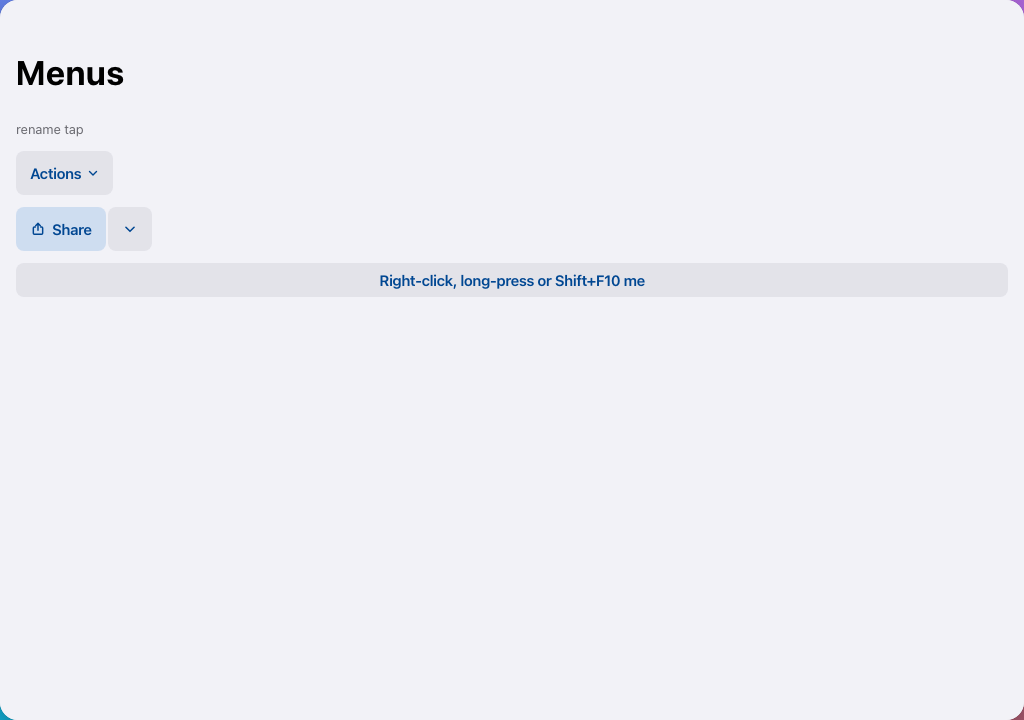 Menus
rename tap
Actions
Share
Right-click, long-press or Shift+F10 me